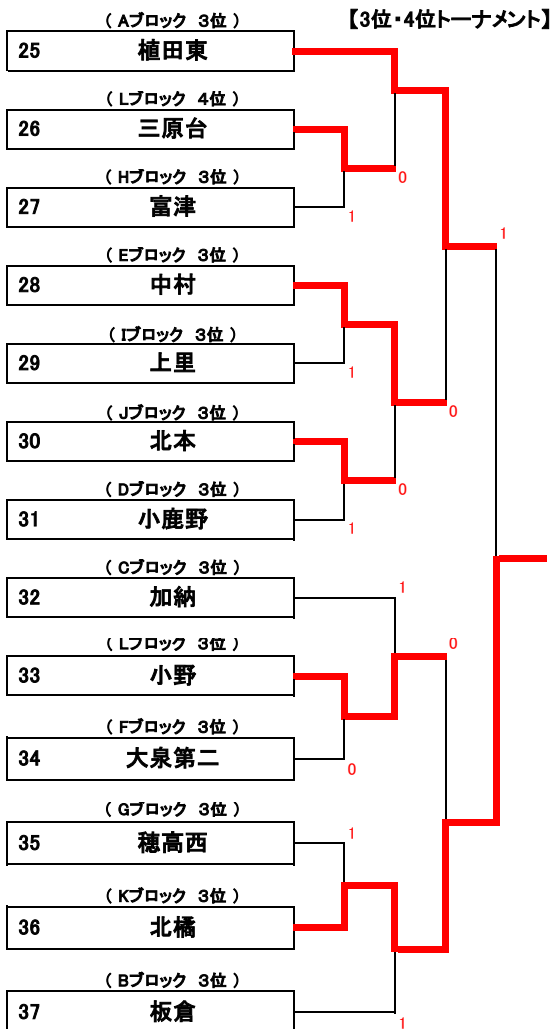 【3位・4位トーナメント】
( Aブロック 3位 )
25 植田東
( Lブロック 4位 )
26 三原台
0
( Hブロック 3位 )
27 富津
1
1
( Eブロック 3位 )
28 中村
( Iブロック 3位 )
29 上里
1
0
( Jブロック 3位 )
30 北本
0
( Dブロック 3位 )
31 小鹿野
1
( Cブロック 3位 )
32 加納
1
( Lフロック 3位 )
33 小野
0
( Fブロック 3位 )
34 大泉第二
0
( Gブロック 3位 )
35 穂高西
1
( Kブロック 3位 )
36 北橘
( Bブロック 3位 )
37 板倉
1